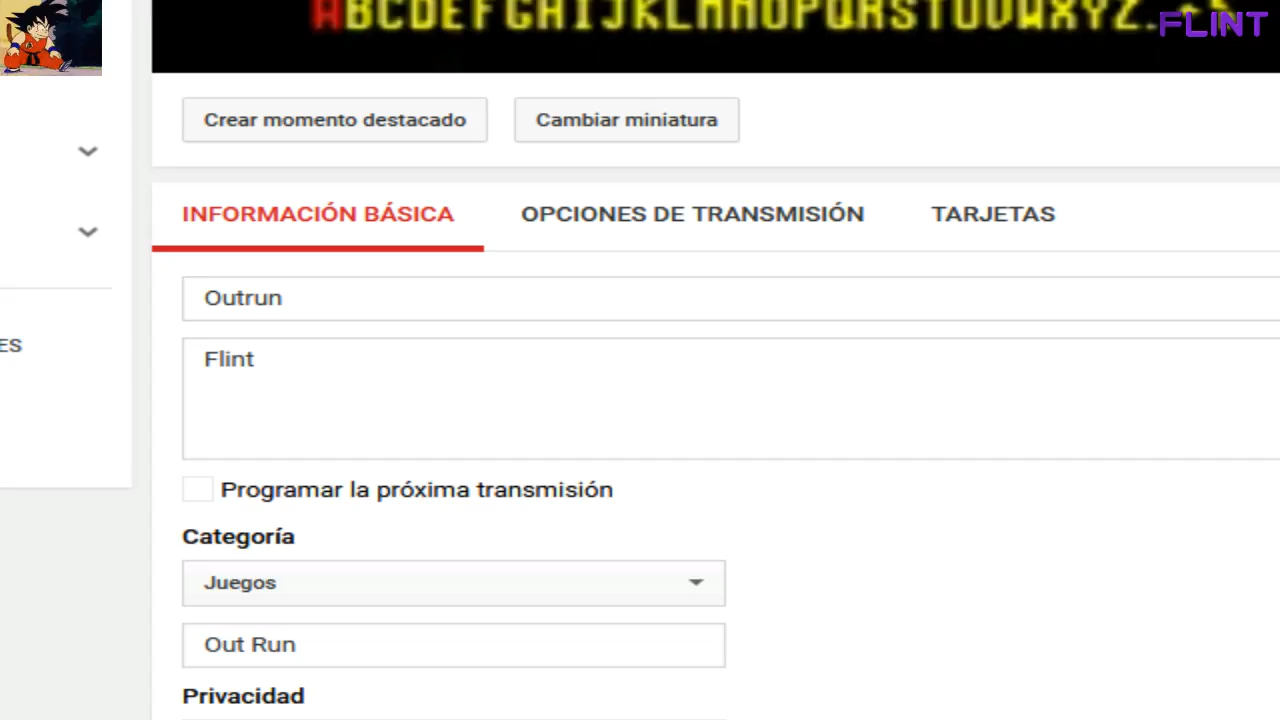 ABCDEFGHIJKLMNOPQRSTUVWXYZ.
FLINT
Crear momento destacado
Cambiar miniatura
INFORMACIÓN BÁSICA
OPCIONES DE TRANSMISIÓN
TARJETAS
Outrun
ES
Flint
Programar la próxima transmisión
Categoría
Juegos
Out Run
Privacidad